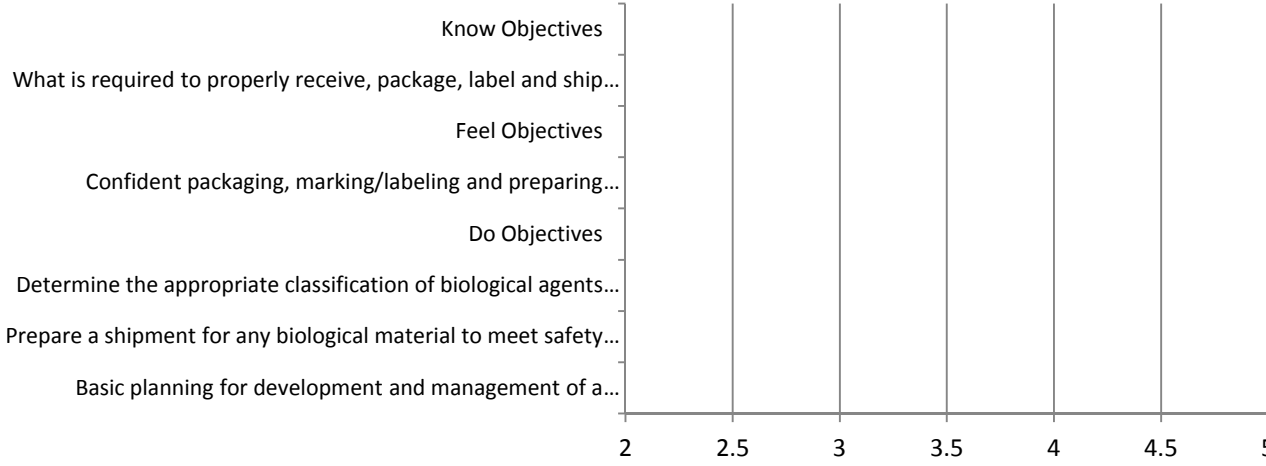 Know Objectives
What is required to properly receive, package, label and ship…
Feel Objectives
Confident packaging, marking/labeling and preparing…
Do Objectives
Determine the appropriate classification of biological agents…
Prepare a shipment for any biological material to meet safety…
Basic planning for development and management of a…
2 2.5 3 3.5 4 4.5 5